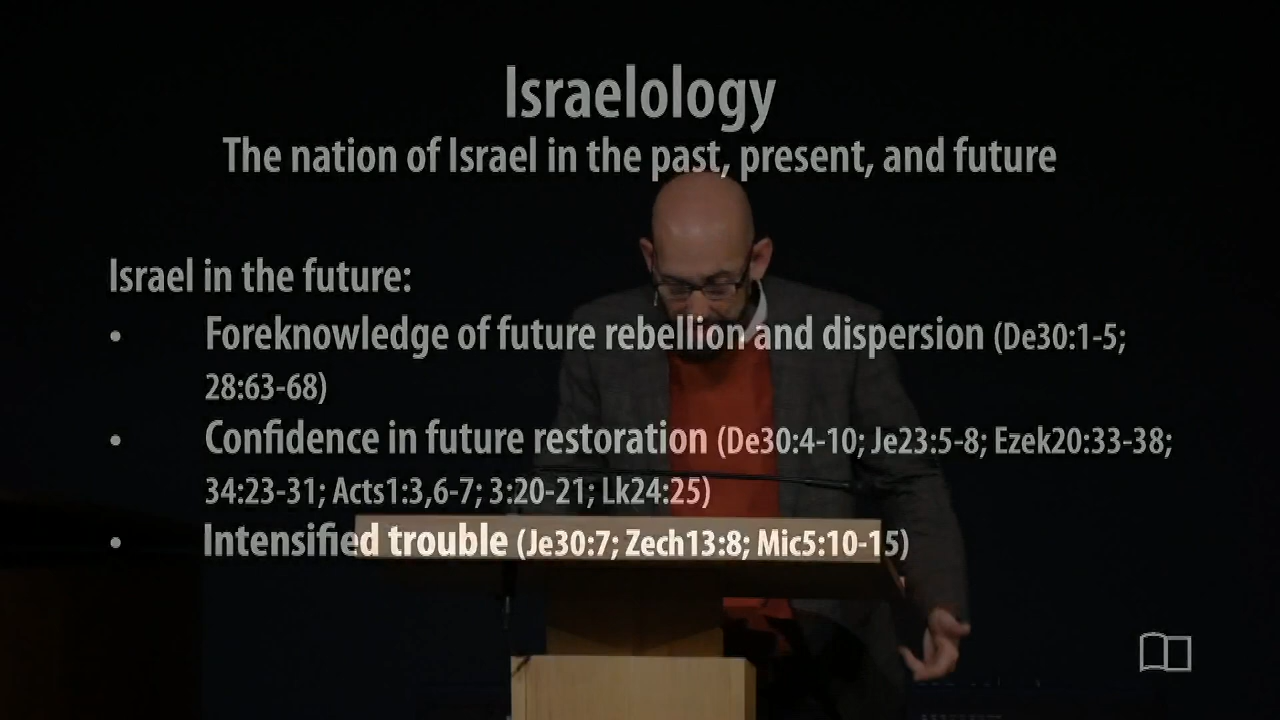 Israelology
The nation of Israel in the past, present, and future
Israel in the future:
• Foreknowledge of future rebellion and dispersion (De30:1-5;
28:63-68)
• Confidence in future restoration (De30:4-10; Je23:5-8; Ezek20:33-38;
34:23-31; Acts1:3,6-7; 3:20-21; Lk24:25)
• Intensified trouble (Je30:7; Zech13:8; Mic5:10-15)